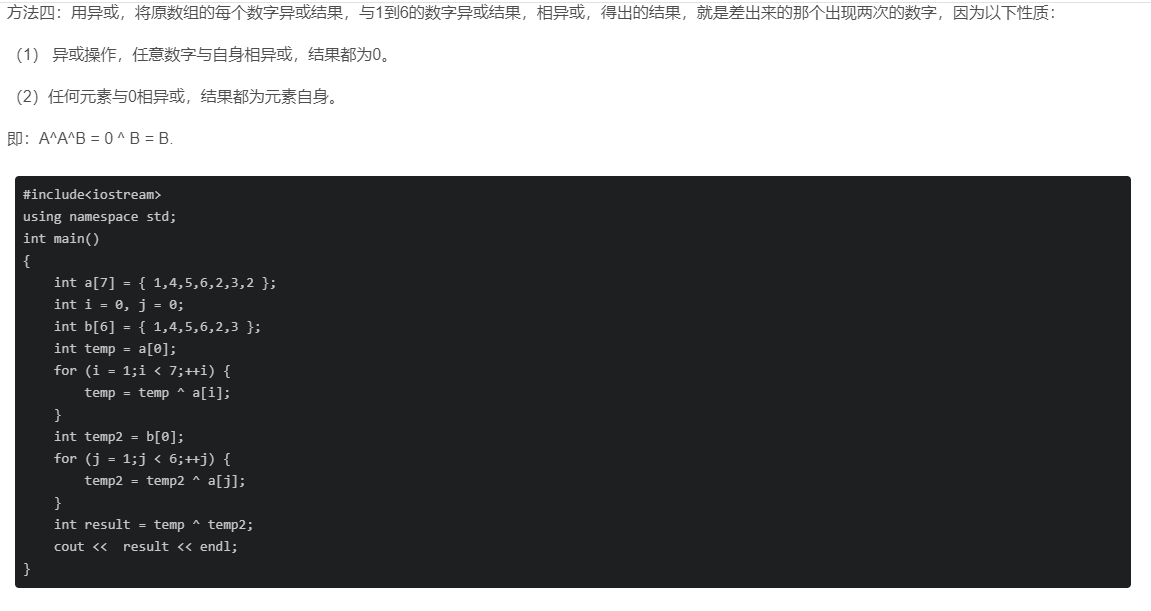 方法四：用异或，将原数组的每个数字异或结果，与1到6的数字异或结果，相异或，得出的结果，就是差出来的那个出现两次的数字，因为以下性质：
（1） 异或操作，任意数字与自身相异或，结果都为0。
（2）任何元素与0相异或，结果都为元素自身。
即：A^A^B = 0 ^ B = B.
#include<iostream>
using namespace std;
int main()
{
    int a[7] = { 1,4,5,6,2,3,2 };
    int i = 0, j = 0;
    int b[6] = { 1,4,5,6,2,3 };
    int temp = a[0];
    for (i = 1;i < 7;++i) {
        temp = temp ^ a[i];
    }
    int temp2 = b[0];
    for (j = 1;j < 6;++j) {
        temp2 = temp2 ^ a[j];
    }
    int result = temp ^ temp2;
    cout <<  result << endl;
}